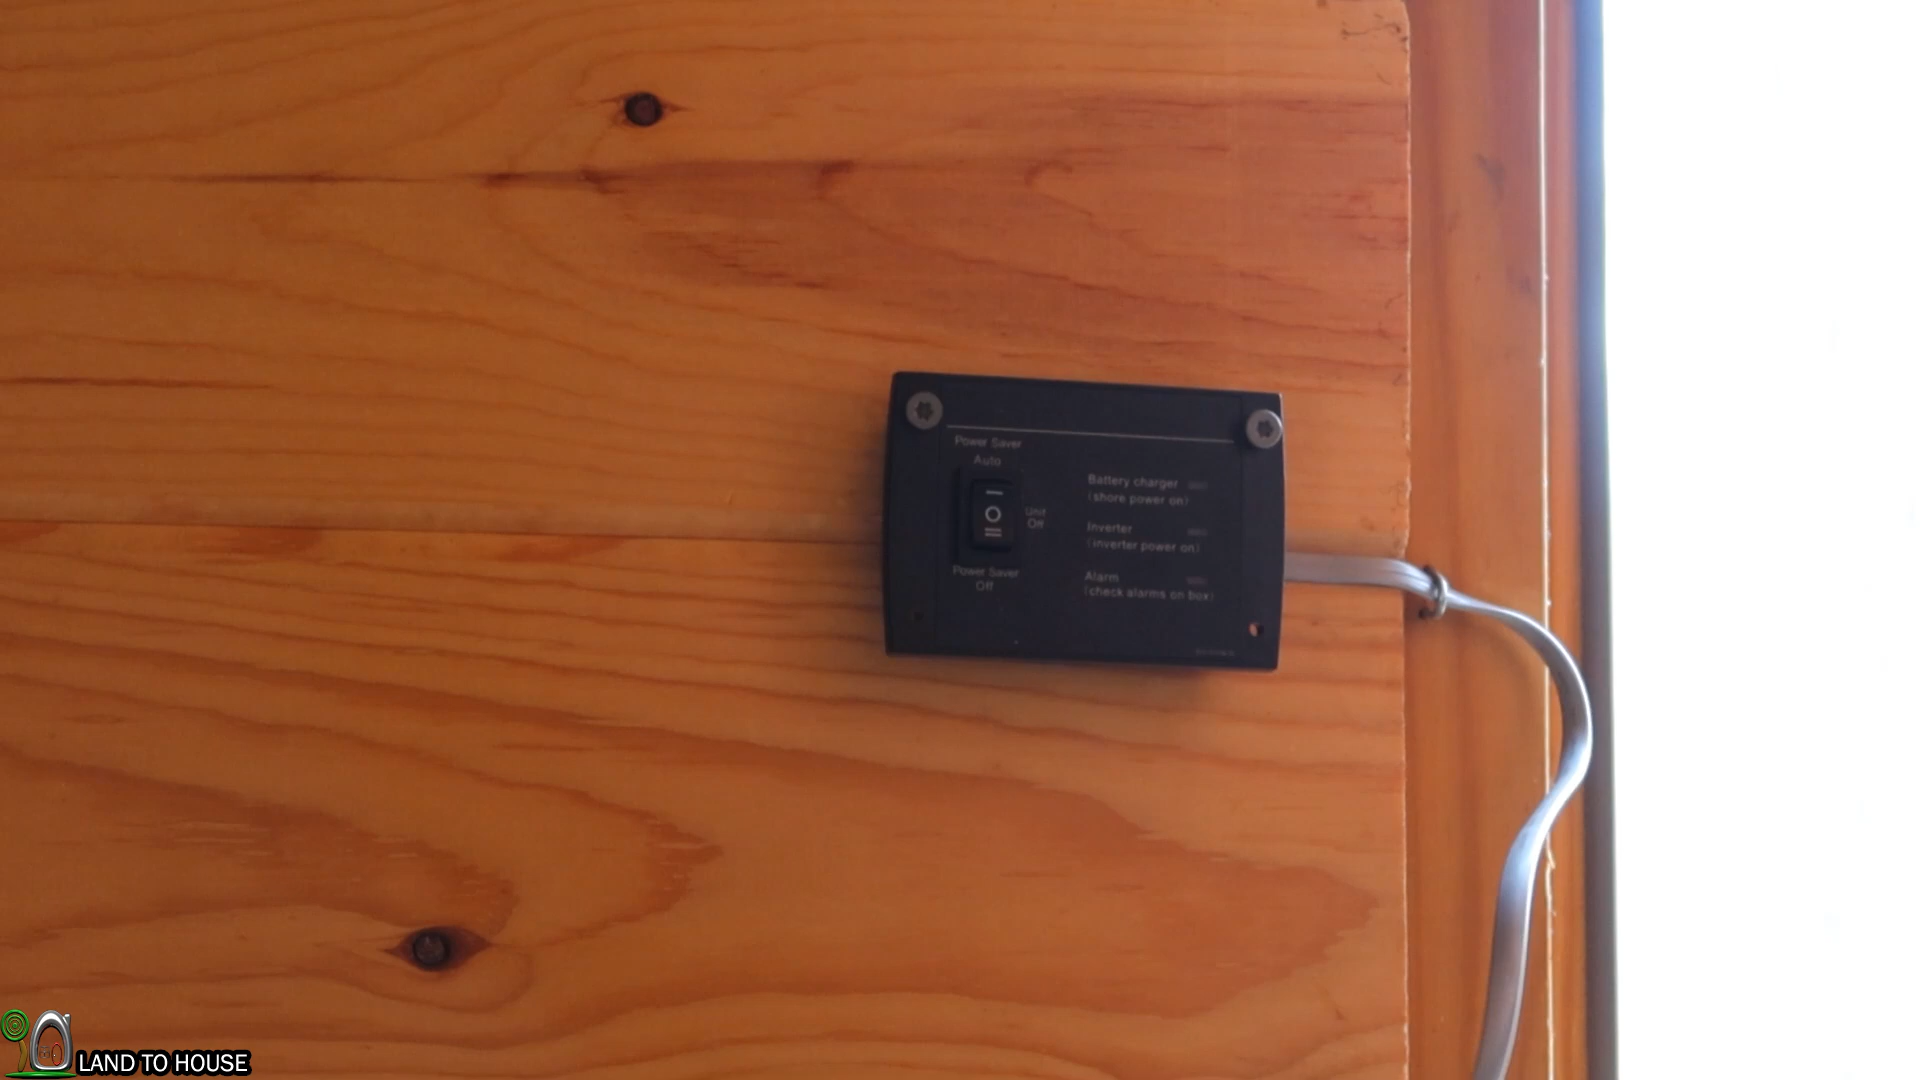 Power Saver
Auto
Unit
Off
Power Saver
Off
Battery charger
(shore power on)
Inverter
(inverter power on)
Alarm
(check alarms on box)
LAND TO HOUSE